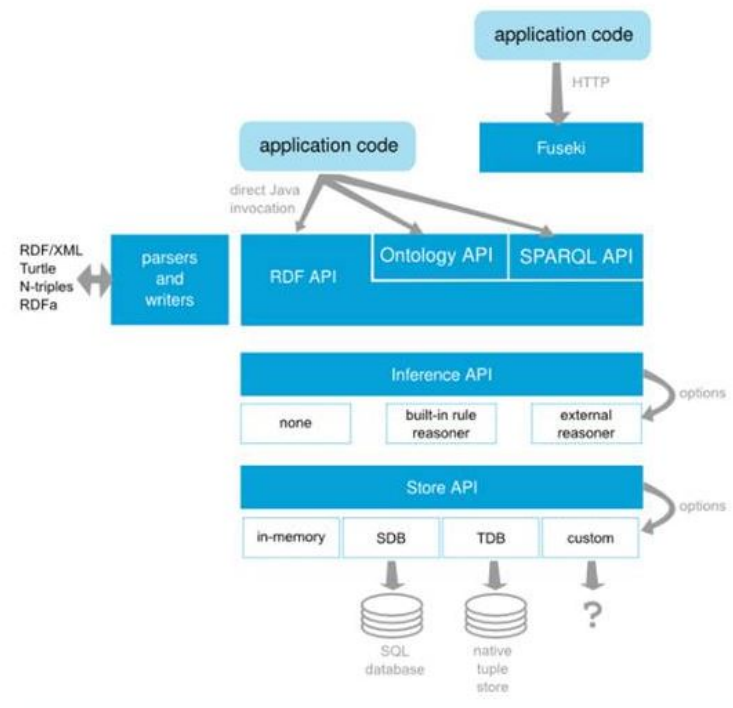 application code
HTTP
Fuseki
application code
direct Java
invocation
RDF/XML
Turtle
N-triples
RDFa
parsers
and
writers
RDF API
Ontology API
SPARQL API
Inference API
options
none
built-in rule
reasoner
external
reasoner
Store API
options
in-memory
SDB
TDB
custom
?
SQL
database
native
tuple
store